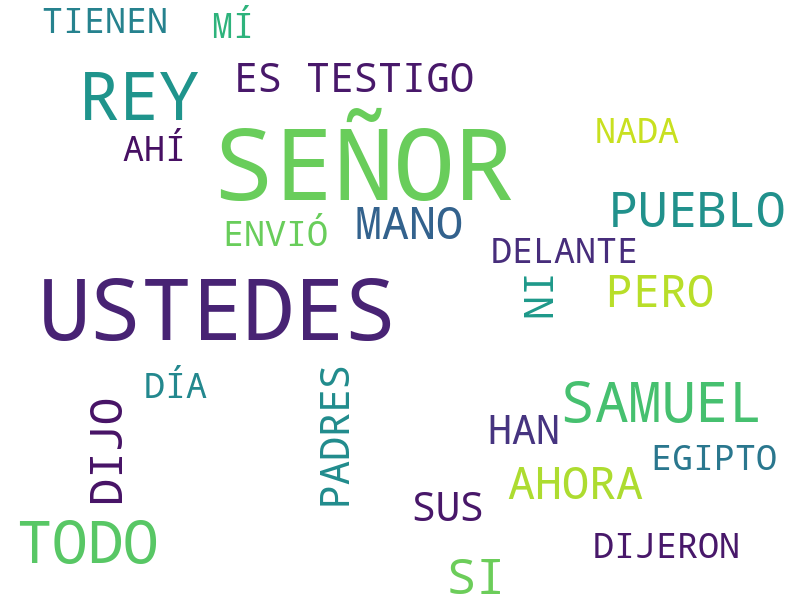 TIENEN
MÍ
REY
ES TESTIGO
AHÍ
SEÑOR
NADA
PUEBLO
ENVIÓ
MANO
DELANTE
USTEDES
NI
PERO
DÍA
PADRES
DIJO
SAMUEL
HAN
EGIPTO
AHORA
SUS
TODO
DIJERON
SI